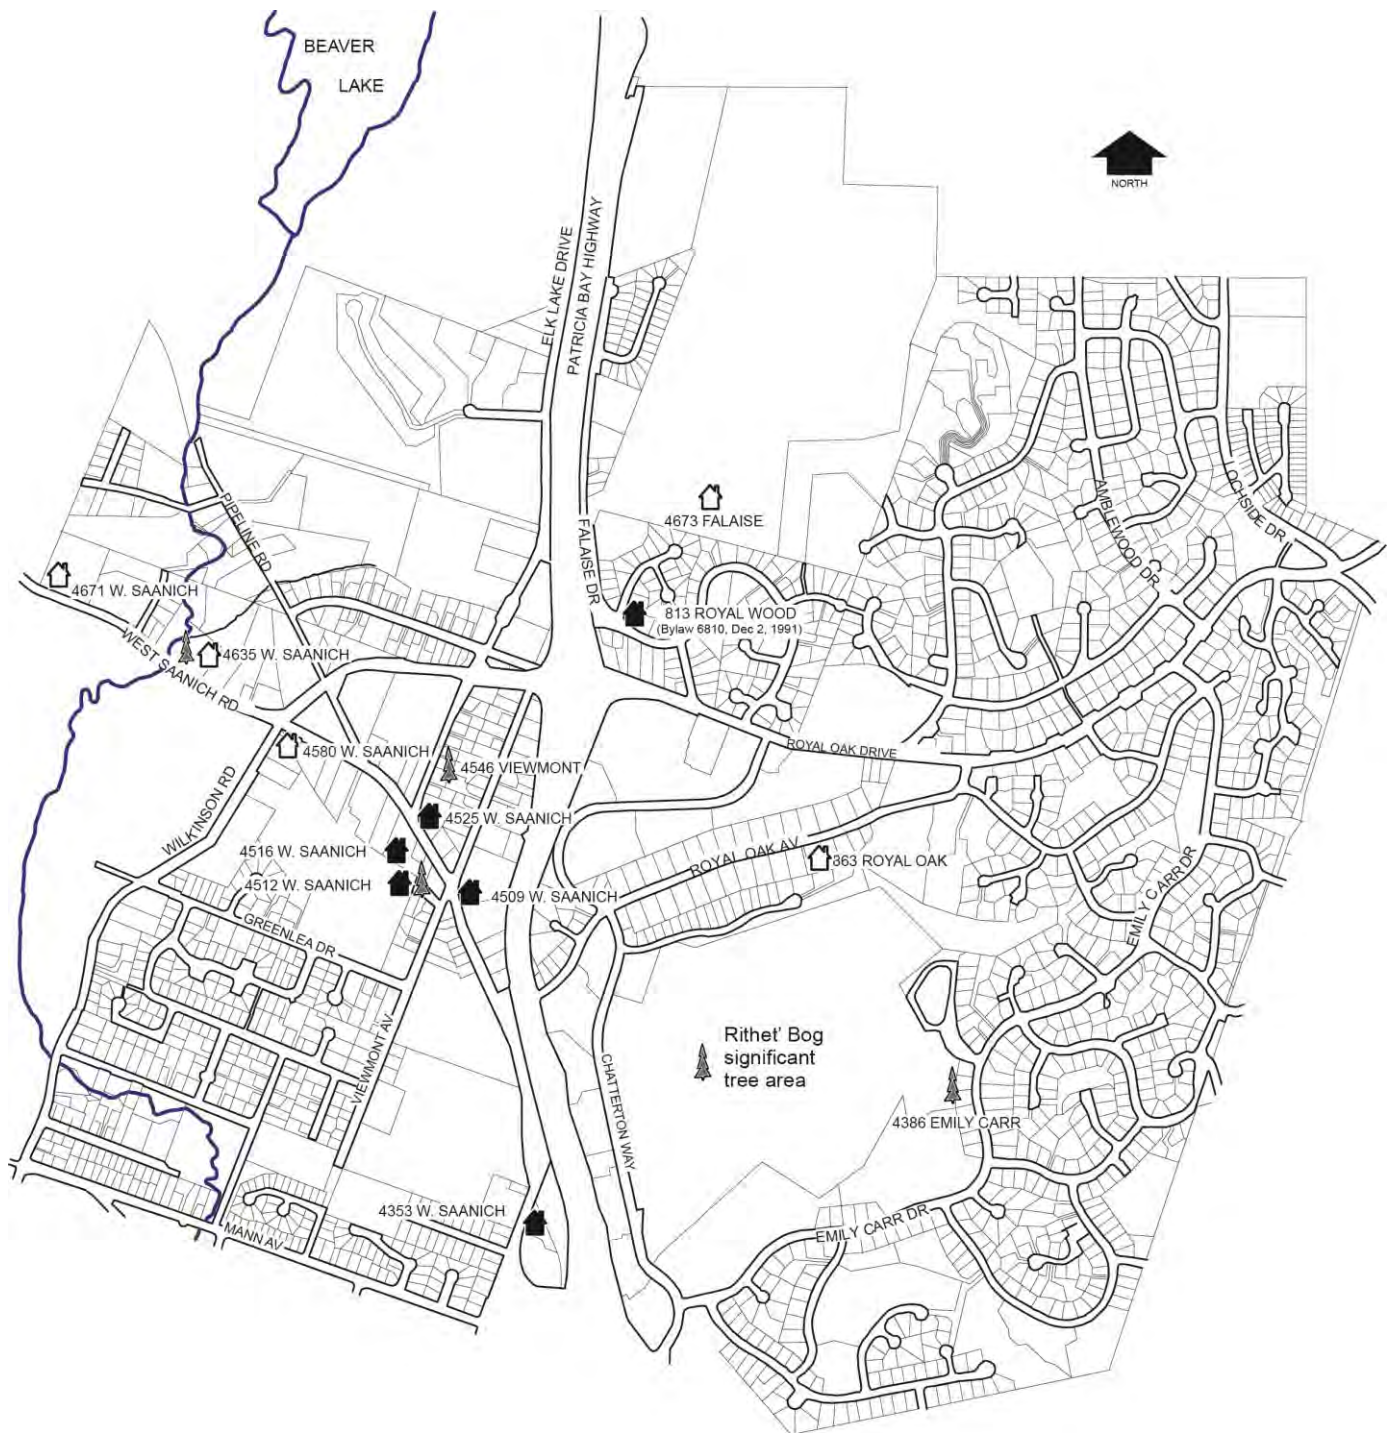 BEAVER
LAKE
NORTH
ELK LAKE DRIVE
PATRICIA BAY HIGHWAY
PIPELINE RD
FALAISE DR
4673 FALAISE
AMBLEWOOD DR
OCHSIDE DR
4671 W. SAANICH
813 ROYAL WOOD
(Bylaw 6810, Dec 2, 1991)
4635 W. SAANICH
WEST SAANICH RD
4580 W. SAANICH
4546 VIEWMONT
ROYAL OAK DRIVE
WILKINSON RD
4525 W. SAANICH
4516 W. SAANICH
ROYAL OAK AV
863 ROYAL OAK
4512 W. SAANICH
4509 W. SAANICH
GREENLEA DR
EMILY CARR DR
VIEWMONT AV
CHATTERTON WAY
Rithet' Bog
significant
tree area
4386 EMILY CARR
4353 W. SAANICH
MANN AV
EMILY CARR DR